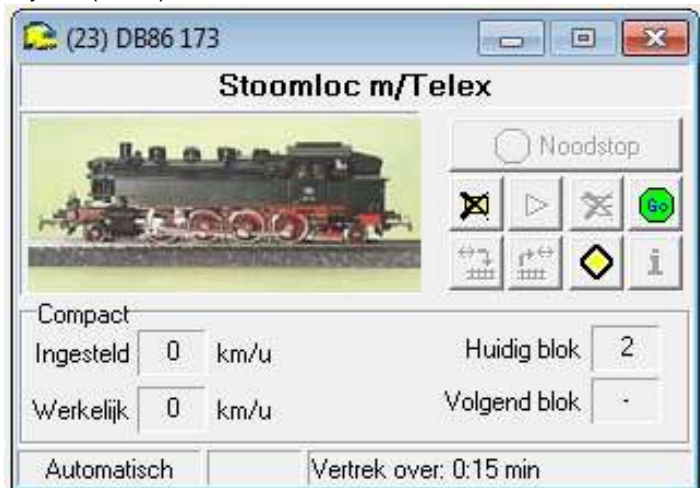 (23) DB86 173
Stoomloc m/Telex
Noodstop
Go
i
Compact
Ingesteld 0 km/u Huidig blok 2
Werkelijk 0 km/u Volgend blok -
Automatisch Vertrek over: 0:15 min